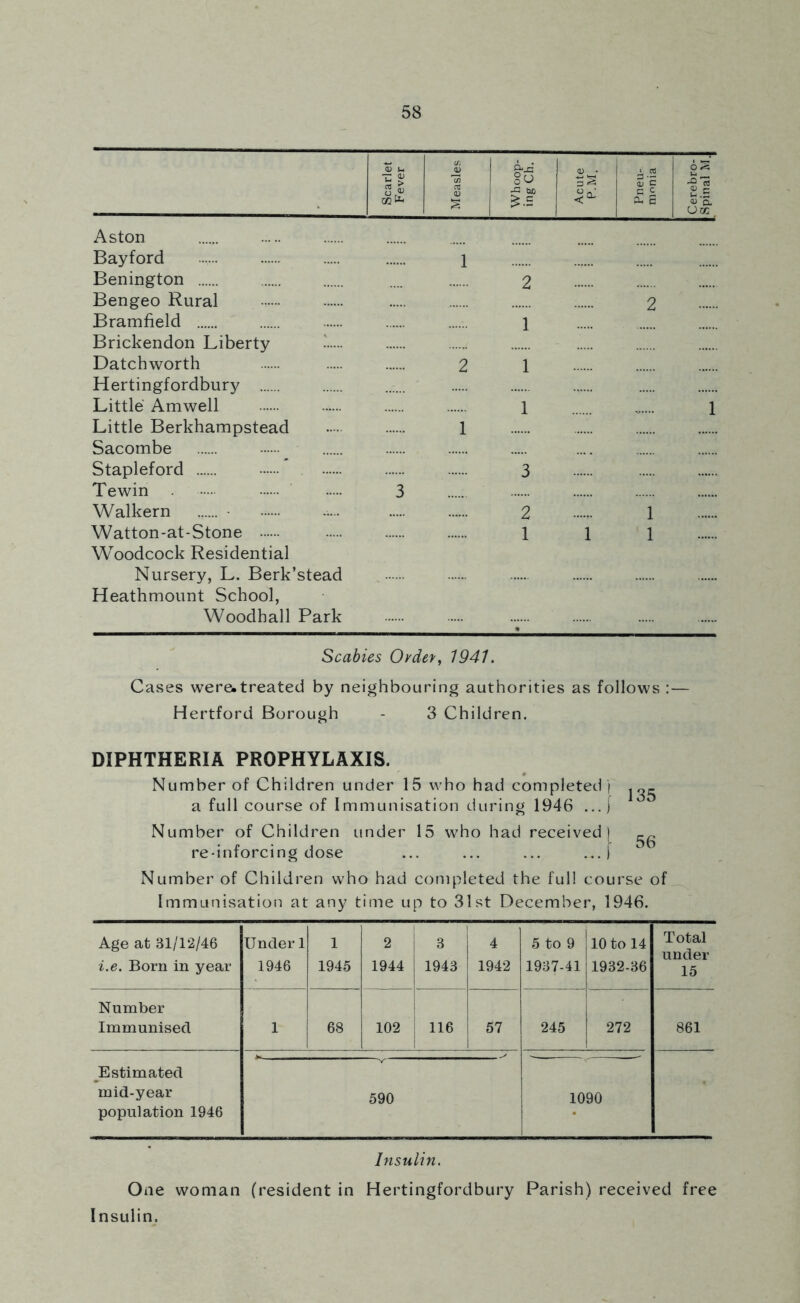 58
Scarlet Fever Measles Whoop-ing Ch. Acute P.M. Pneu-monia Cerebro-Spinal M.
Aston ...... ..... ...... ...... ..... ...... ..... ...... ......
Bayford ...... ...... ..... ...... 1 ...... ...... ..... ......
Benington ...... ...... ...... .... ...... 2 ...... ...... ......
Bengeo Rural ...... ...... ..... ...... ...... ...... 2 ......
Bramfield ...... ...... ...... ...... ...... 1 ..... ...... ......
Brickendon Liberty ...... ...... ...... ...... ..... ...... ......
Datchworth ...... ..... ...... 2 1 ...... ...... ......
Hertingfordbury ...... ...... ...... ..... ...... ...... ..... ......
Little Amwell ...... ...... ...... ...... 1 ...... ...... 1
Little Berkhampstead ..... ...... 1 ...... ...... ...... ......
Sacombe ...... ...... ...... ...... ...... ..... .... ...... ......
Stapleford ...... ...... ...... ...... ...... 3 ...... ..... ......
Tewin . ..... ...... ..... 3 ...... ...... ...... ...... ......
Walkern ...... ...... ..... ..... ...... 2 ...... 1 ......
Watton-at-Stone ...... ..... ...... ...... 1 1 1 ......
Woodcock Residential
Nursery, L. Berk'stead ...... ...... ...... ...... ...... ......
Heathmount School,
Woodhall Park ...... ..... ...... ...... ..... ......
Scabies Order, 1941.
Cases were treated by neighbouring authorities as follows :—
Hertford Borough - 3 Children.
DIPHTHERIA PROPHYLAXIS.
Number of Children under 15 who had completed
a full course of Immunisation during 1946 ... 135
Number of Children under 15 who had received
re-inforcing dose ... ... ... ... 56
Number of Children who had completed the full course of
Immunisation at any time up to 31st December, 1946.
Age at 31/12/46 Under 1 1 2 3 4 5 to 9 10 to 14 Total under 15
i.e. Born in year 1946 1945 1944 1943 1942 1937-41 1932-36
Number
Immunised 1 68 102 116 57 245 272 861
Estimated
mid-year 590 1090
population 1946
Insulin.
One woman (resident in Hertingfordbury Parish) received free
Insulin.